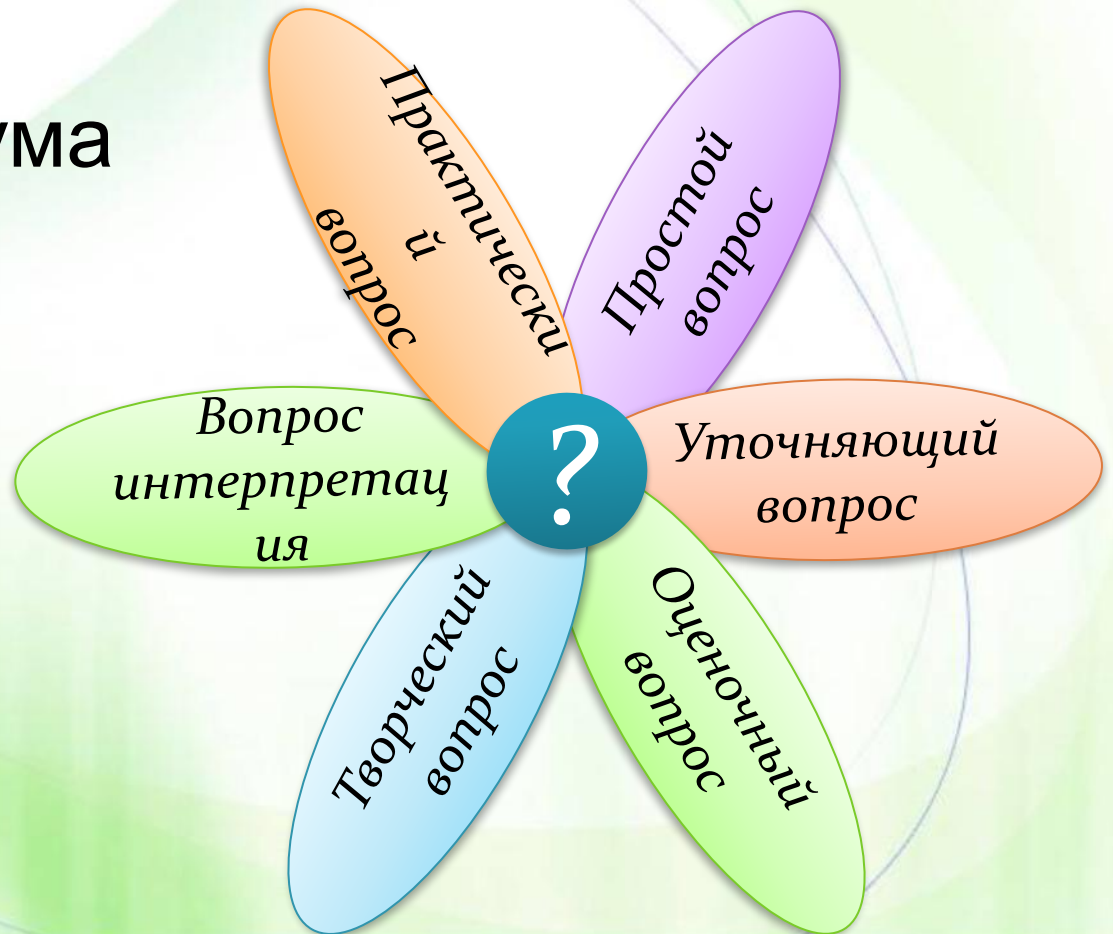 ума
Практически
й
вопрос
Простой
вопрос
Вопрос
интерпретац
ия
?
Уточняющий
вопрос
Творческий
вопрос
Оценочный
вопрос